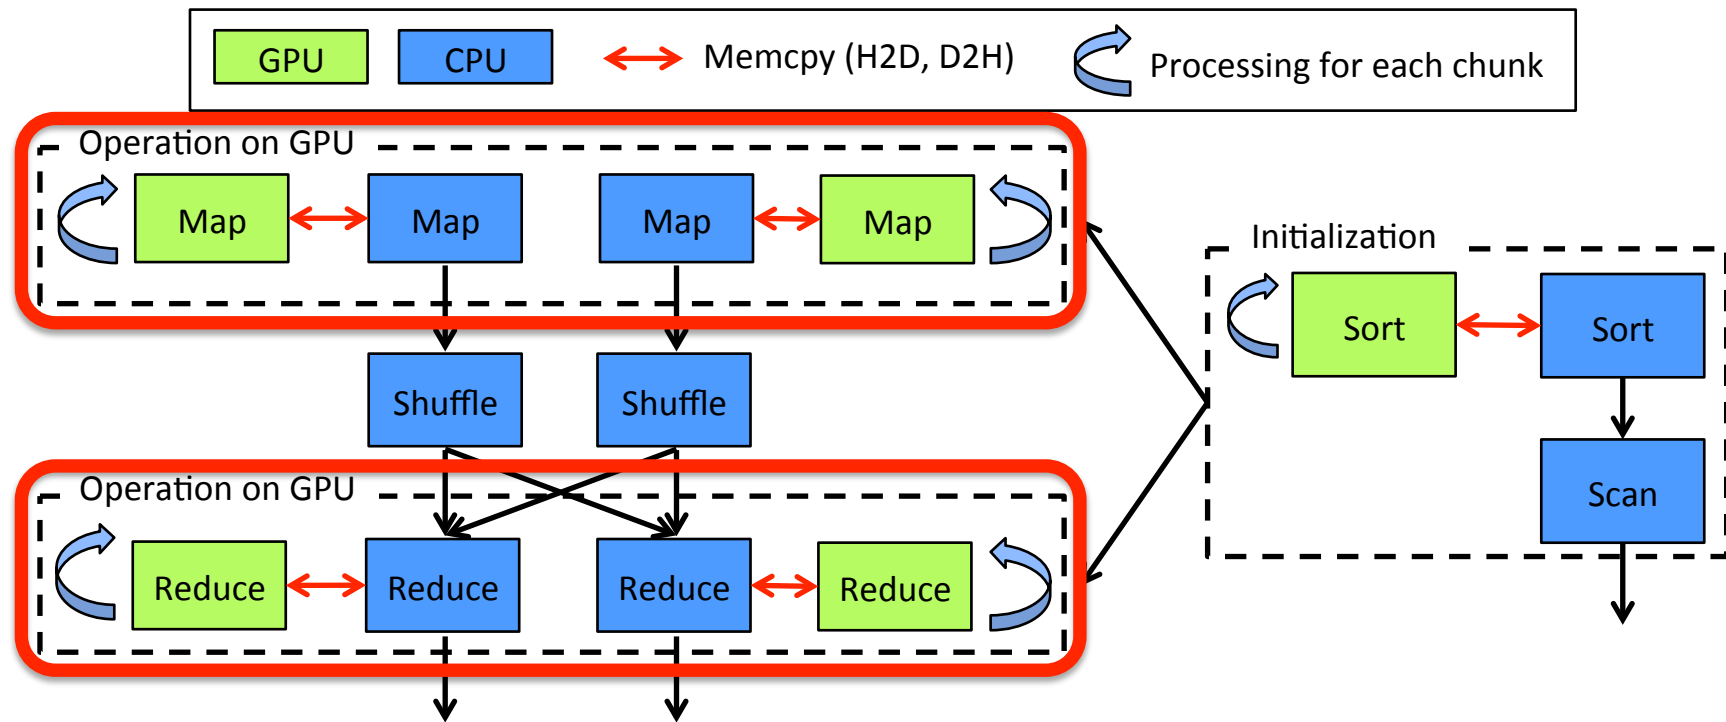 GPU
CPU
Memcpy (H2D, D2H)
Processing for each chunk
Operation on GPU
Map
Map
Map
Map
Initialization
Sort
Sort
Shuffle
Shuffle
Scan
Operation on GPU
Reduce
Reduce
Reduce
Reduce